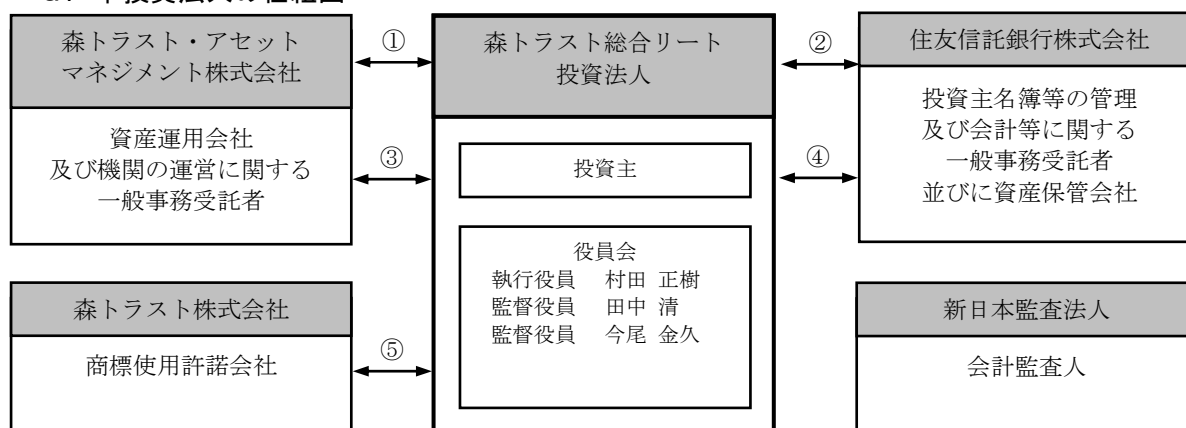 森トラスト・アセット
マネジメント株式会社
①
森トラスト総合リート
投資法人
②
住友信託銀行株式会社
資産運用会社
及び機関の運営に関する
一般事務受託者
③
投資主
④
投資主名簿等の管理
及び会計等に関する
一般事務受託者
並びに資産保管会社
役員会
執行役員 村田 正樹
監督役員 田中 清
監督役員 今尾 金久
森トラスト株式会社
商標使用許諾会社
⑤
新日本監査法人
会計監査人